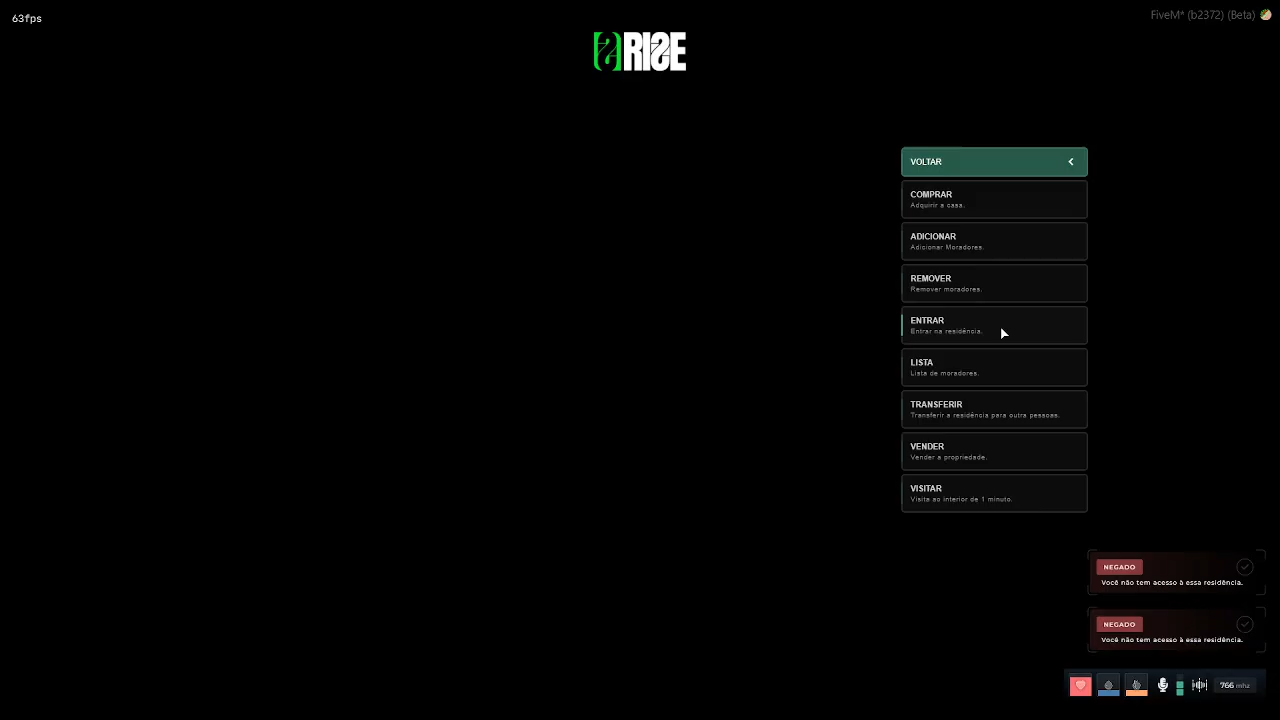 63fps
FiveM* (b2372) (Beta)
RISE
VOLTAR
COMPRAR
Adquirir a casa.
ADICIONAR
Adicionar Moradores.
REMOVER
Remover moradores.
ENTRAR
Entrar na residência.
LISTA
Lista de moradores.
TRANSFERIR
Transferir a residência para outra pessoas.
VENDER
Vender a propriedade.
VISITAR
Visita ao interior de 1 minuto.
NEGADO
Você não tem acesso à essa residência.
NEGADO
Você não tem acesso à essa residência.
766 mhz